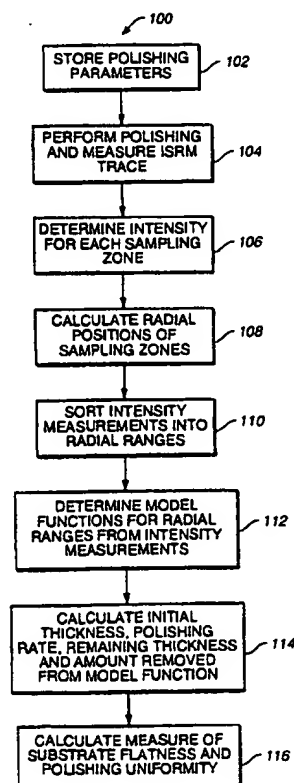 100
STORE POLISHING
PARAMETERS
102
PERFORM POLISHING
AND MEASURE ISRM
TRACE
104
DETERMINE INTENSITY
FOR EACH SAMPLING
ZONE
106
CALCULATE RADIAL
POSITIONS OF
SAMPLING ZONES
108
SORT INTENSITY
MEASUREMENTS INTO
RADIAL RANGES
110
DETERMINE MODEL
FUNCTIONS FOR RADIAL
RANGES FROM INTENSITY
MEASUREMENTS
112
CALCULATE INITIAL
THICKNESS, POLISHING
RATE, REMAINING THICKNESS
AND AMOUNT REMOVED
FROM MODEL FUNCTION
114
CALCULATE MEASURE OF
SUBSTRATE FLATNESS AND
POLISHING UNIFORMITY
116